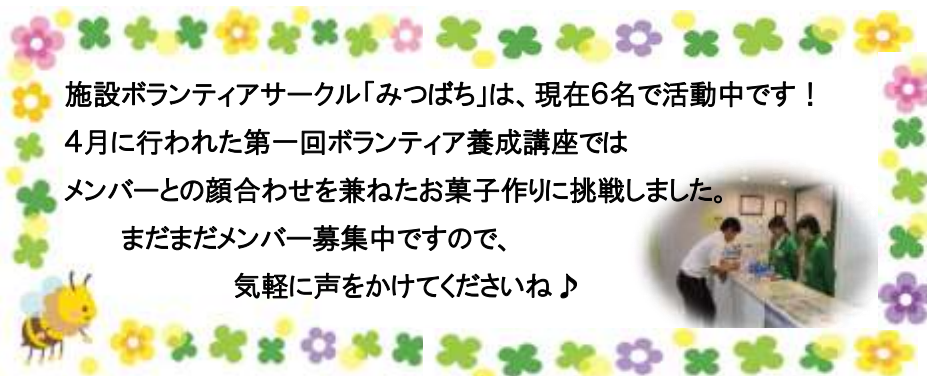 施設ボランティアサークル「みつばち」は、現在6名で活動中です！
４月に行われた第一回ボランティア養成講座では
メンバーとの顔合わせを兼ねたお菓子作りに挑戦しました。
まだまだメンバー募集中ですので、
気軽に声をかけてくださいね♪